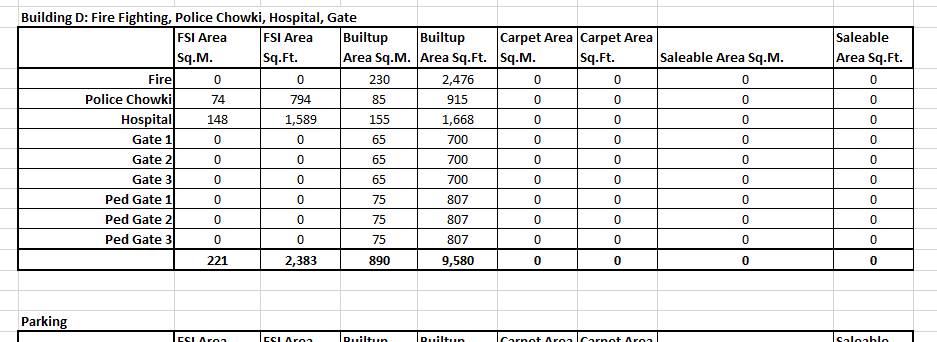 Building D: Fire Fighting, Police Chowki, Hospital, Gate
FSI Area FSI Area Builtup Builtup Carpet Area Carpet Area Saleable
Sq.M. Sq.Ft. Area Sq.M. Area Sq.Ft. Sq.M. Sq.Ft. Saleable Area Sq.M. Area Sq.Ft.
Fire 0 0 230 2,476 0 0 0 0
Police Chowki 74 794 85 915 0 0 0 0
Hospital 148 1,589 155 1,668 0 0 0 0
Gate 1 0 0 65 700 0 0 0 0
Gate 2 0 0 65 700 0 0 0 0
Gate 3 0 0 65 700 0 0 0 0
Ped Gate 1 0 0 75 807 0 0 0 0
Ped Gate 2 0 0 75 807 0 0 0 0
Ped Gate 3 0 0 75 807 0 0 0 0
221 2,383 890 9,580 0 0 0 0
Parking
FSI Area FSI Area Builtup Builtup Carpet Area Carpet Area Saleable